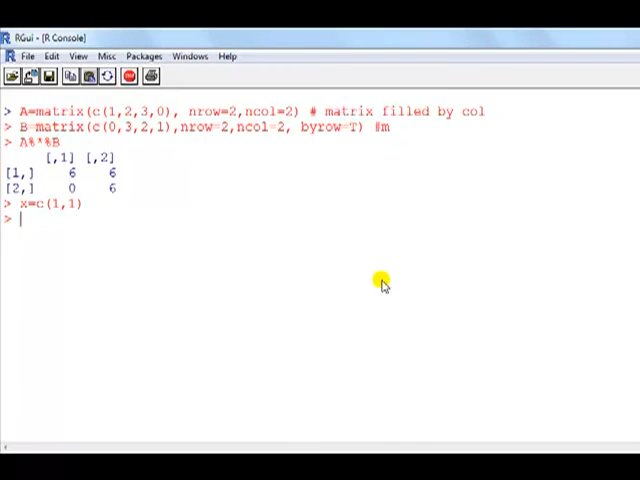 RGui - [R Console]
File Edit View Misc Packages Windows Help
> A=matrix(c(1,2,3,0), nrow=2,ncol=2) # matrix filled by col
> B=matrix(c(0,3,2,1),nrow=2,ncol=2, byrow=T) #m
> A%*%B
[,1] [,2]
[1,] 6 6
[2,] 0 6
> x=c(1,1)
>